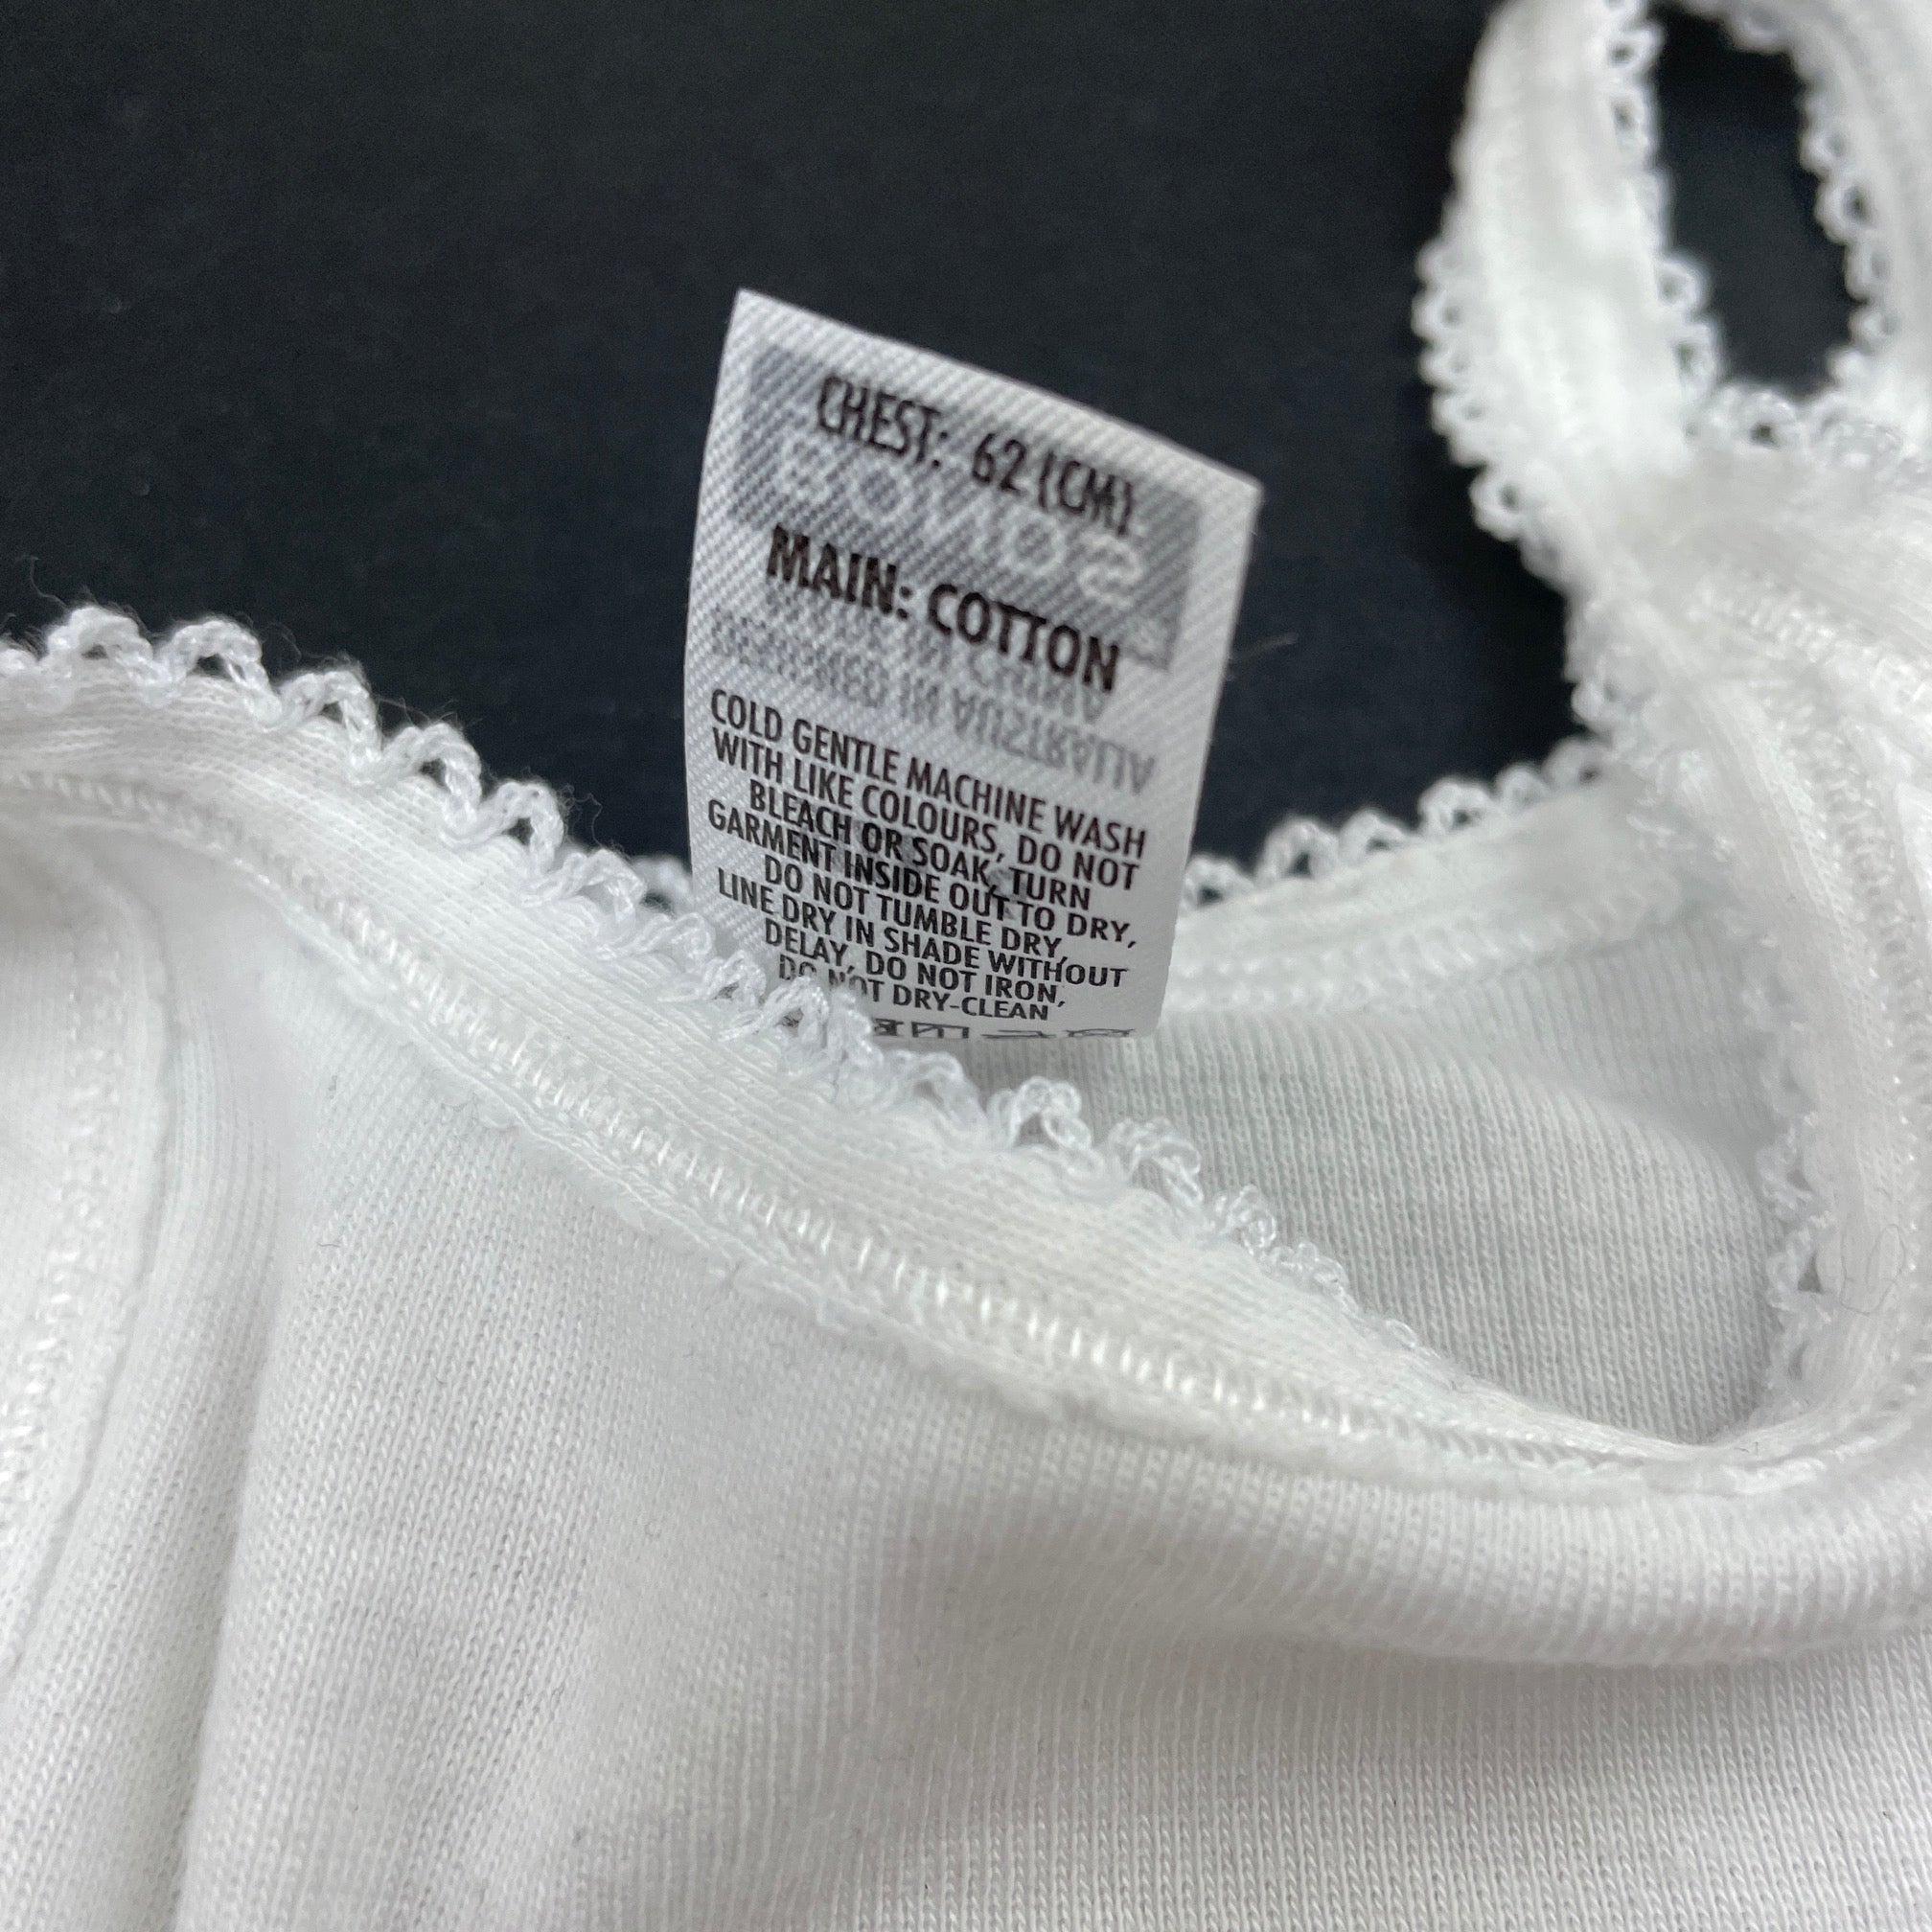 CHEST: 62 (CM)
MAIN: COTTON
COLD GENTLE MACHINE WASH
WITH LIKE COLOURS, DO NOT
BLEACH OR SOAK, TURN
GARMENT INSIDE OUT TO DRY,
DO NOT TUMBLE DRY,
LINE DRY IN SHADE WITHOUT
DELAY, DO NOT IRON,
DO NOT DRY-CLEAN